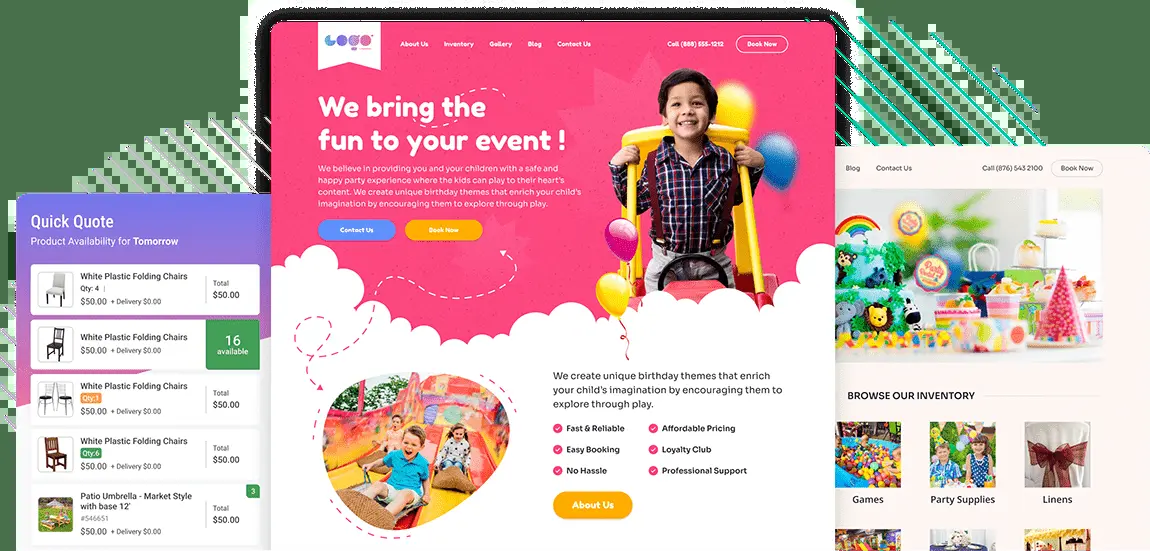 LOGO
About Us Inventory Gallery Blog Contact Us Call (888) 555-1212 Book Now
We bring the
fun to your event !
We believe in providing you and your children with a safe and
happy party experience where the kids can play to their heart's
content. We create unique birthday themes that enrich your child's
Imagination by encouraging them to explore through play.
Contact Us Book Now
We create unique birthday themes that enrich
your child's imagination by encouraging them to
explore through play.
Fast & Reliable Affordable Pricing
Easy Booking Loyalty Club
No Hassle Professional Support
About Us
Quick Quote
Product Availability for Tomorrow
White Plastic Folding Chairs
Qty: 4
$50.00 + Delivery $0.00
Total
$50.00
White Plastic Folding Chairs
$50.00 + Delivery $0.00
16
available
White Plastic Folding Chairs
Qty:1
$50.00 + Delivery $0.00
Total
$50.00
White Plastic Folding Chairs
Qty:6
$50.00 + Delivery $0.00
Total
$50.00
Patio Umbrella - Market Style
with base 12'
#546651
$50.00 + Delivery $0.00
3
Total
$50.00
Blog Contact Us Call (876) 543 2100 Book Now
BROWSE OUR INVENTORY
Games Party Supplies Linens